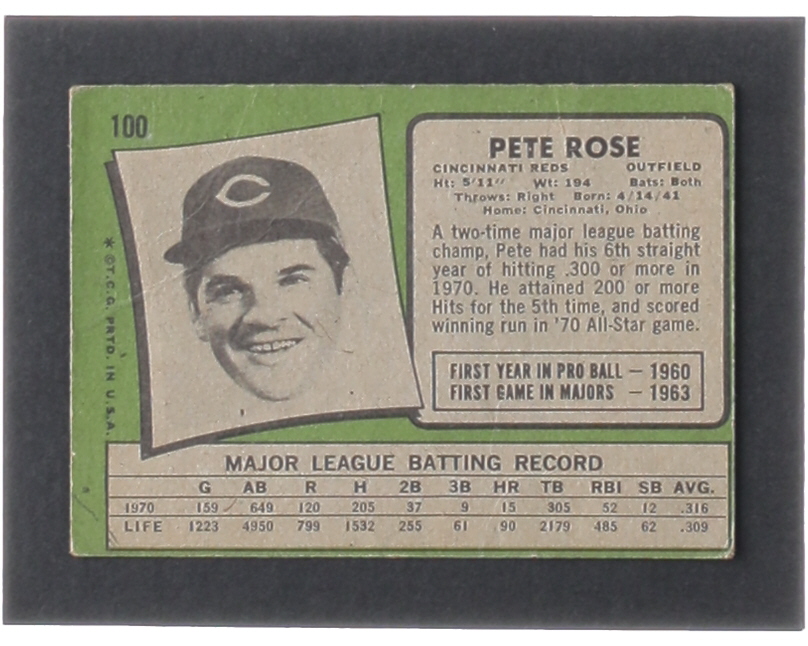 100
PETE ROSE
CINCINNATI REDS OUTFIELD
Ht: 5'11" Wt: 194 Bats: Both
Throws: Right Born: 4/14/41
Home: Cincinnati, Ohio
A two-time major league batting
champ, Pete had his 6th straight
year of hitting .300 or more in
1970. He attained 200 or more
Hits for the 5th time, and scored
winning run in '70 All-Star game.
FIRST YEAR IN PRO BALL — 1960
FIRST GAME IN MAJORS — 1963
* ©T.C.G. PRTD. IN U.S.A.
C
MAJOR LEAGUE BATTING RECORD
G AB R H 2B 3B HR TB RBI SB AVG.
1970 159 649 120 205 37 9 15 305 52 12 .316
LIFE 1223 4950 799 1532 255 61 90 2179 485 62 .309